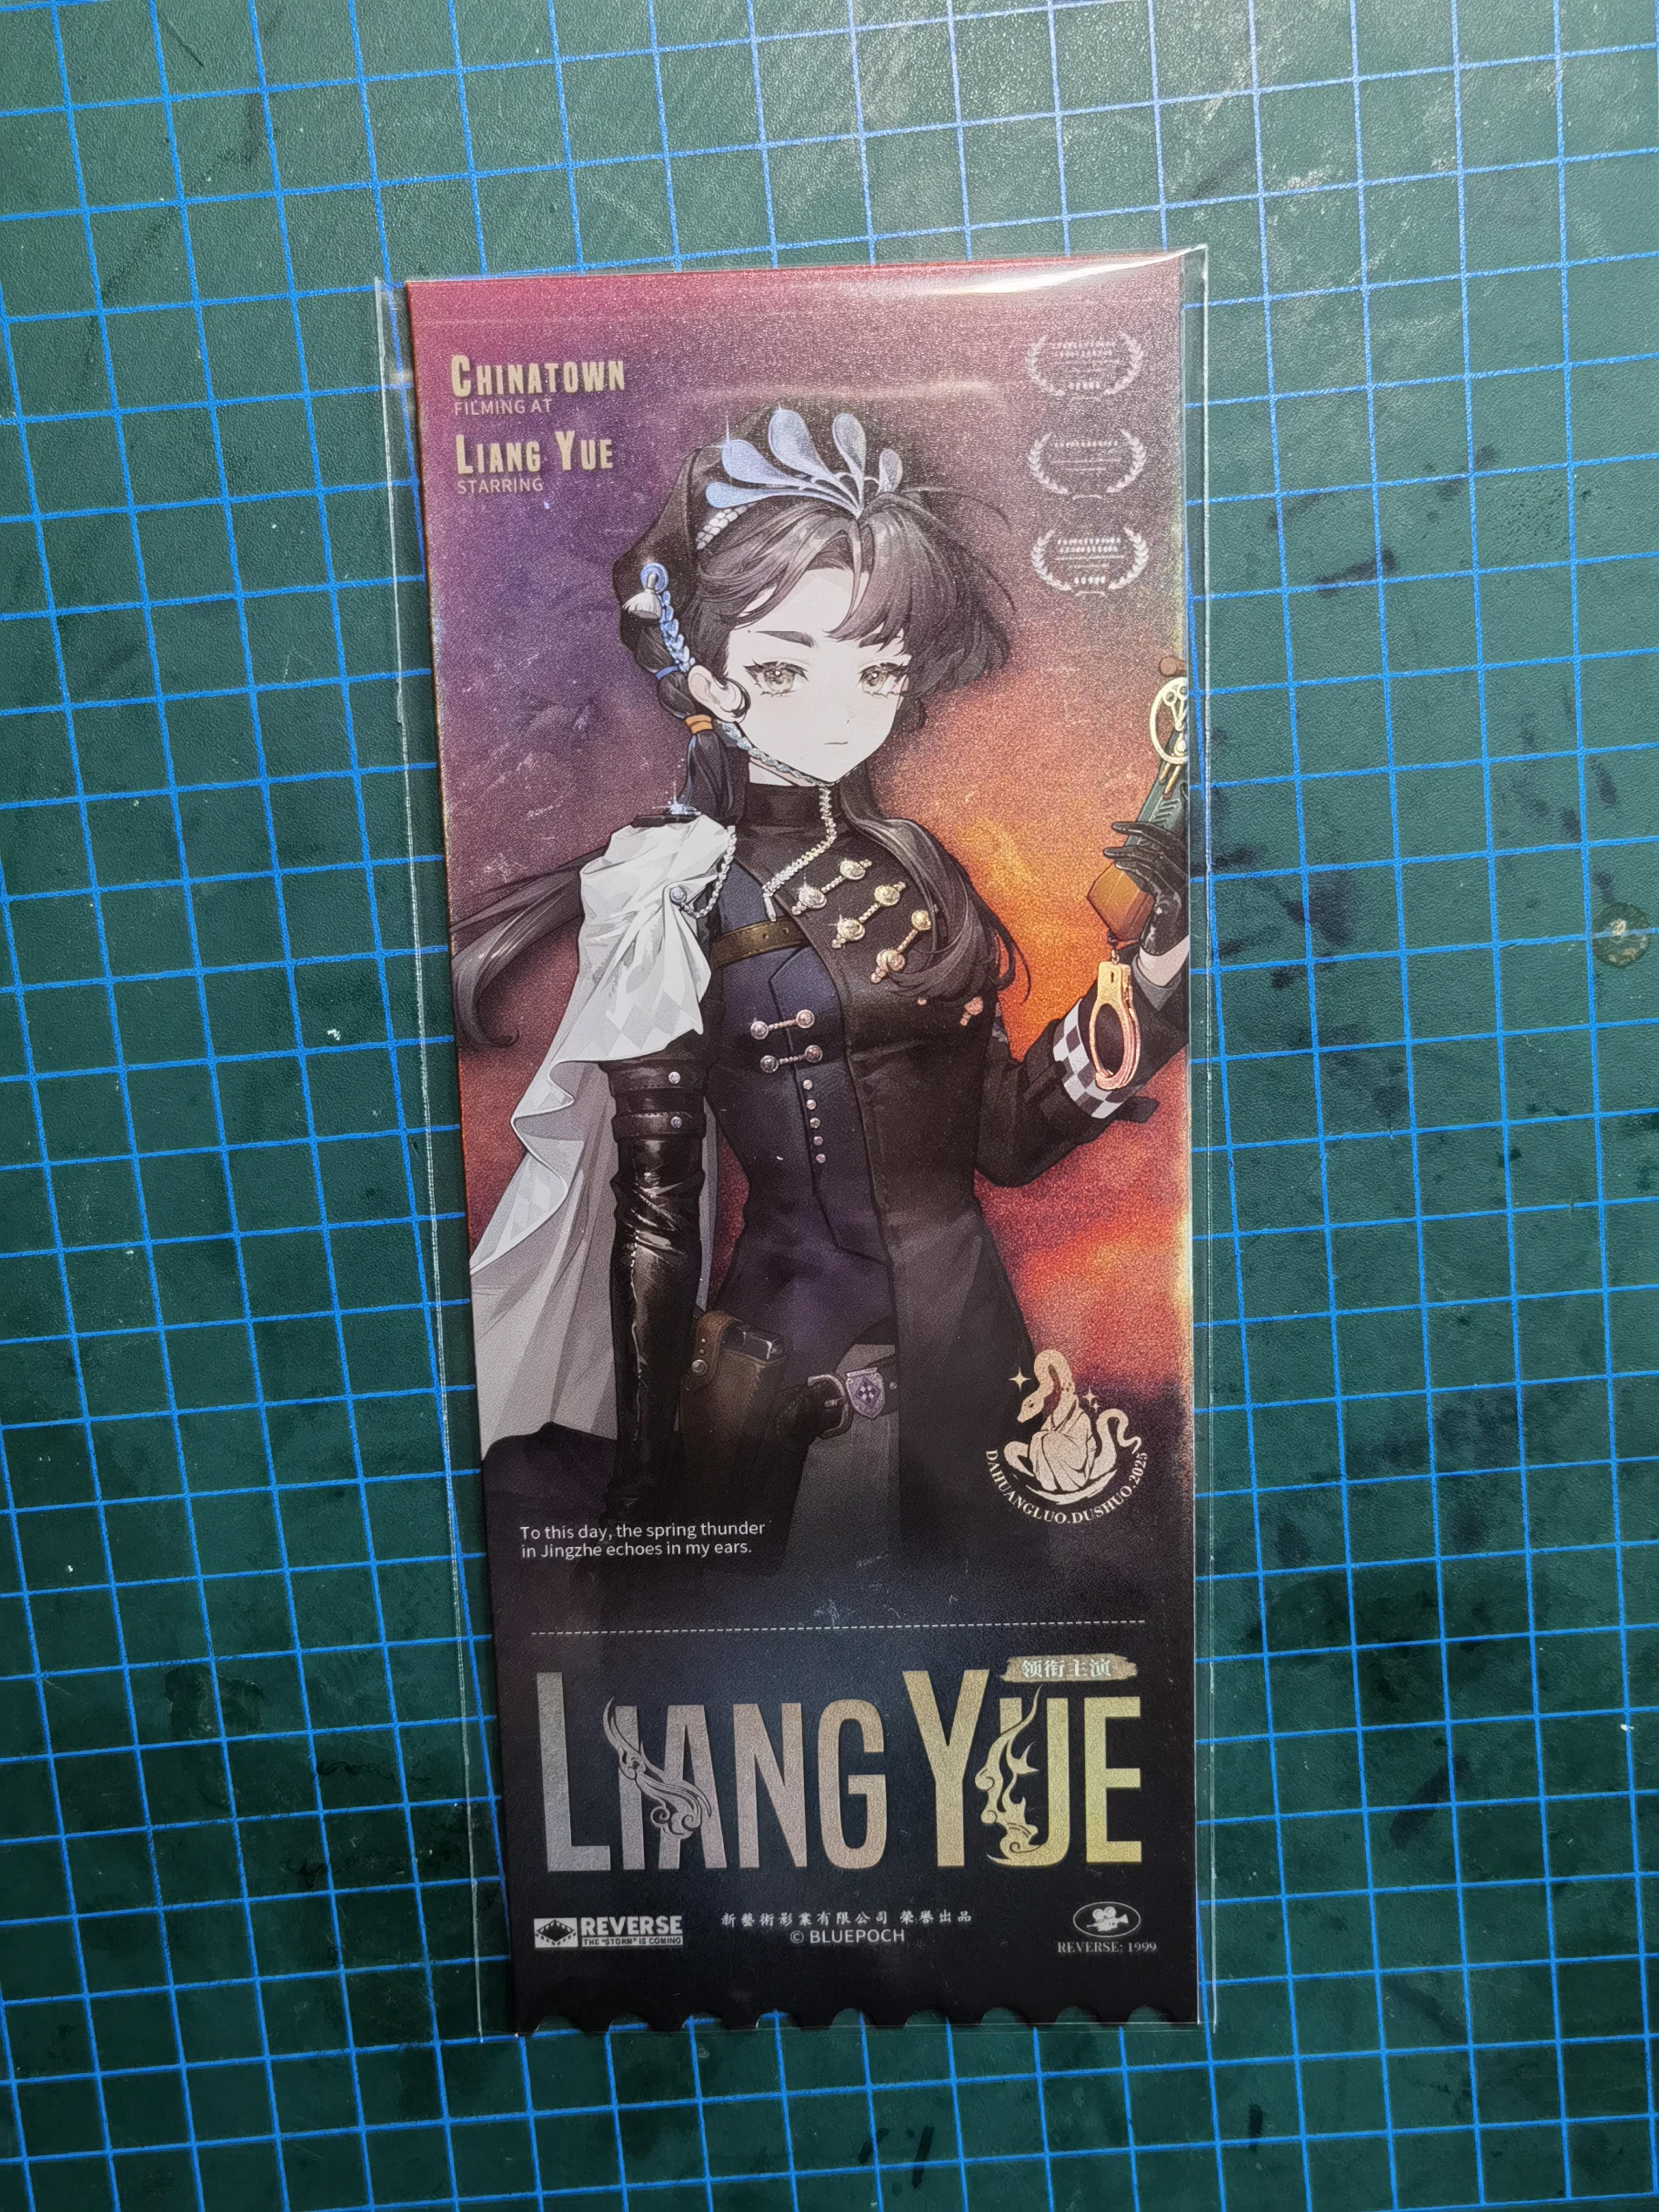 CHINATOWN
FILMING AT
LIANG YUE
STARRING
DAHUANGLUO.DUSHUO.2025
To this day, the spring thunder
in Jingzhe echoes in my ears.
领衔主演
LIANG YUE
REVERSE
THE "STORM" IS COMING
新藝術影業有限公司 榮譽出品
© BLUEPOCH
REVERSE: 1999